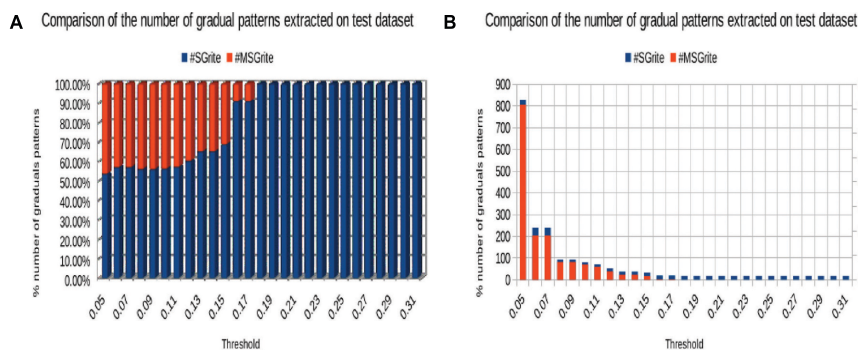 A
Comparison of the number of gradual patterns extracted on test dataset
#SGrite #MSGrite
% number of graduals patterns
100.00%
90.00%
80.00%
70.00%
60.00%
50.00%
40.00%
30.00%
20.00%
10.00%
0.00%
0.05 0.07 0.09 0.11 0.13 0.15 0.17 0.19 0.21 0.23 0.25 0.27 0.29 0.31
Threshold
B
Comparison of the number of gradual patterns extracted on test dataset
#SGrite #MSGrite
% number of graduals patterns
900
800
700
600
500
400
300
200
100
0
0.05 0.07 0.09 0.11 0.13 0.15 0.17 0.19 0.21 0.23 0.25 0.27 0.29 0.31
Threshold